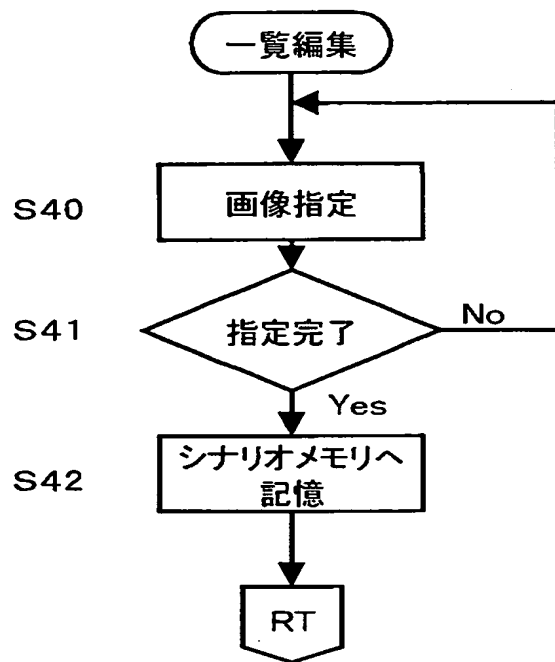 一覧編集
S40
画像指定
S41
指定完了
No
Yes
S42
シナリオメモリへ
記憶
RT